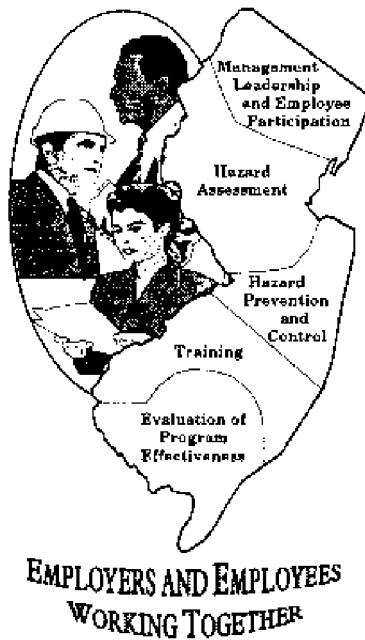 Management
Leadership
and Employee
Participation
Hazard
Assessment
Hazard
Prevention
and
Control
Training
Evaluation of
Program
Effectiveness
EMPLOYERS AND EMPLOYEES
WORKING TOGETHER